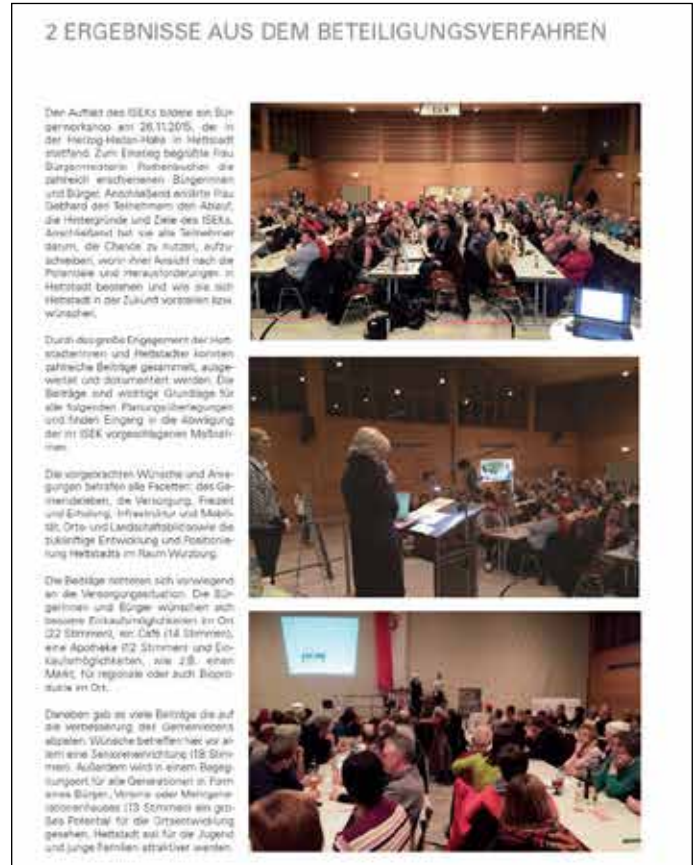 2 ERGEBNISSE AUS DEM BETEILIGUNGSVERFAHREN
Den Auftakt des ISEKs bildete ein Bür-
gerworkshop am 26.11.2015, der in
der Herzog-Hedan-Halle in Hettstadt
stattfand. Zum Einstieg begrüßte Frau
Bürgermeisterin die
zahlreich erschienenen Bürgerinnen
und Bürger. Anschließend erklärte Frau
Gebhard den Teilnehmern den Ablauf,
die Hintergründe und Ziele des ISEKs.
Anschließend bat sie alle Teilnehmer
darum, die Chance zu nutzen, aufzu-
schreiben, worin ihrer Ansicht nach die
Potenziale und Herausforderungen in
Hettstadt bestehen und wie sie sich
Hettstadt in der Zukunft vorstellen bzw.
wünschen.
Durch das große Engagement der Hett-
stadterinnen und Hettstadter konnten
zahlreiche Beiträge gesammelt, ausge-
wertet und dokumentiert werden. Die
Beiträge sind wichtige Grundlage für
alle folgenden Planungsüberlegungen
und finden Eingang in die Abwägung
der im ISEK vorgeschlagenen Maßnah-
men.
Die vorgebrachten Wünsche und Anre-
gungen betrafen alle Facetten: das Ge-
meindeleben, die Versorgung, Freizeit
und Erholung, Infrastruktur und Mobili-
tät, Orts- und Landschaftsbild sowie die
zukünftige Entwicklung und Positionie-
rung Hettstadts im Raum Würzburg.
Die Beiträge richteten sich vorwiegend
an die Versorgungssituation. Die Bür-
gerinnen und Bürger wünschen sich
bessere Einkaufsmöglichkeiten im Ort
(22 Stimmen), ein Café (14 Stimmen),
eine Apotheke (12 Stimmen) und Ein-
kaufsmöglichkeiten, wie z.B. einen
Markt, für regionale oder auch Biopro-
dukte im Ort.
Daneben gab es viele Beiträge die auf
die Verbesserung des Gemeindelebens
abzielen. Wünsche betreffen hier vor al-
lem eine Senioreneinrichtung (18 Stim-
men). Außerdem wird in einem Begeg-
nungsort für alle Generationen in Form
eines Bürger-, Vereins- oder Mehrgene-
rationenhauses (13 Stimmen) ein gro-
ßes Potential für die Ortsentwicklung
gesehen. Hettstadt soll für die Jugend
und junge Familien attraktiver werden.